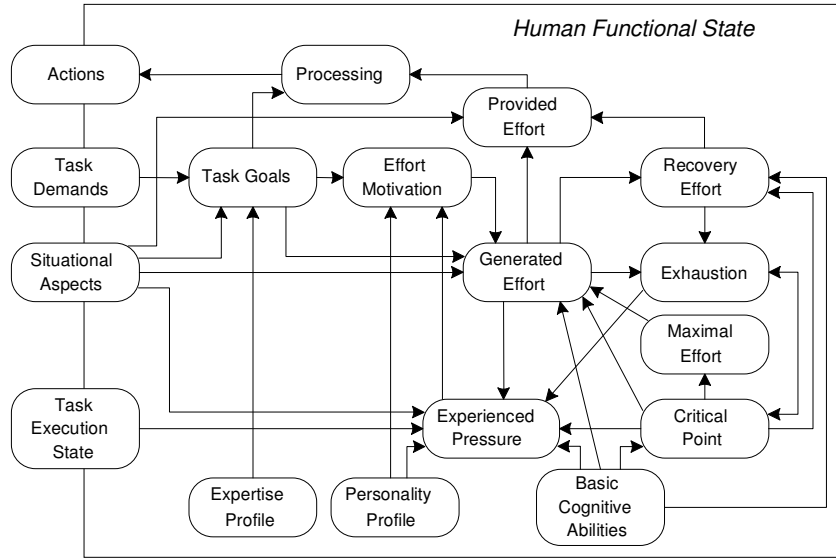 Human Functional State
Actions
Processing
Provided
Effort
Task
Demands
Task Goals
Effort
Motivation
Recovery
Effort
Situational
Aspects
Generated
Effort
Exhaustion
Maximal
Effort
Task
Execution
State
Experienced
Pressure
Critical
Point
Expertise
Profile
Personality
Profile
Basic
Cognitive
Abilities